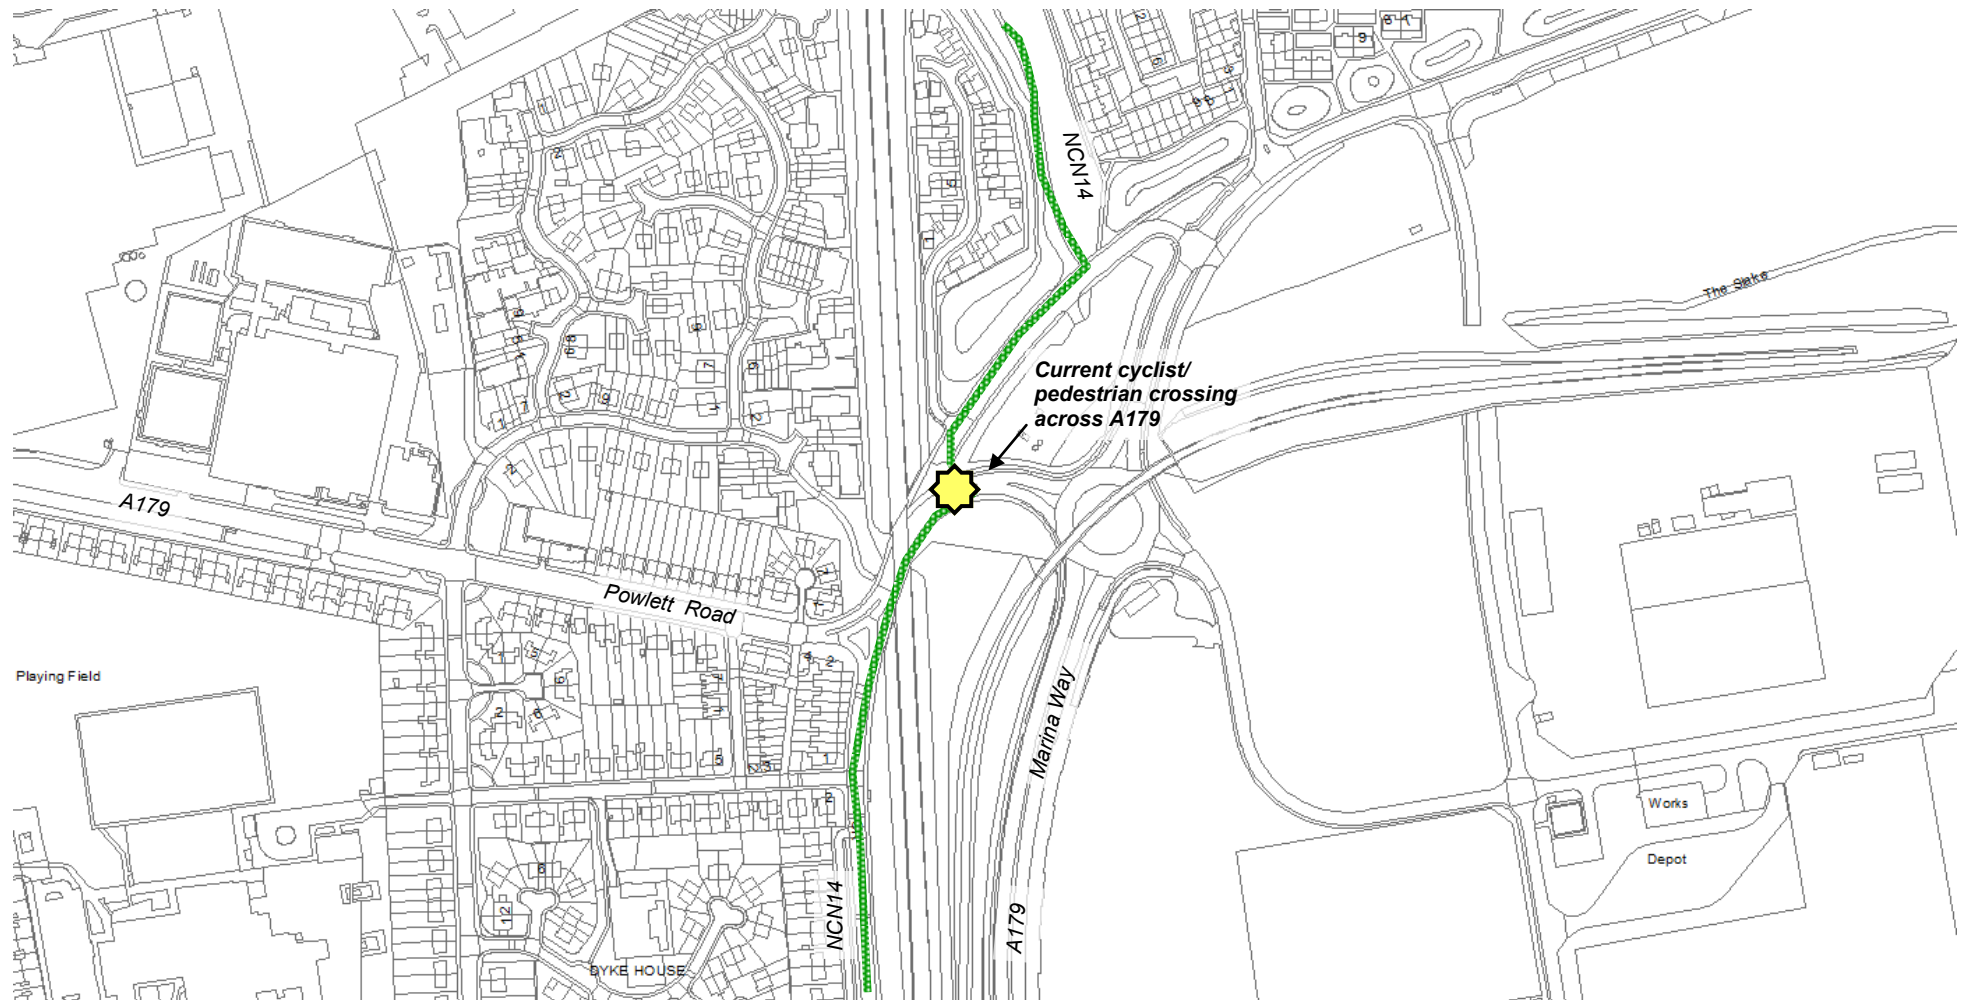 NCN14
The Slake
Current cyclist/
pedestrian crossing
across A179
A179
Powlett Road
Playing Field
Marina Way
Works
Depot
NCN14
A179
DYKE HOUSE